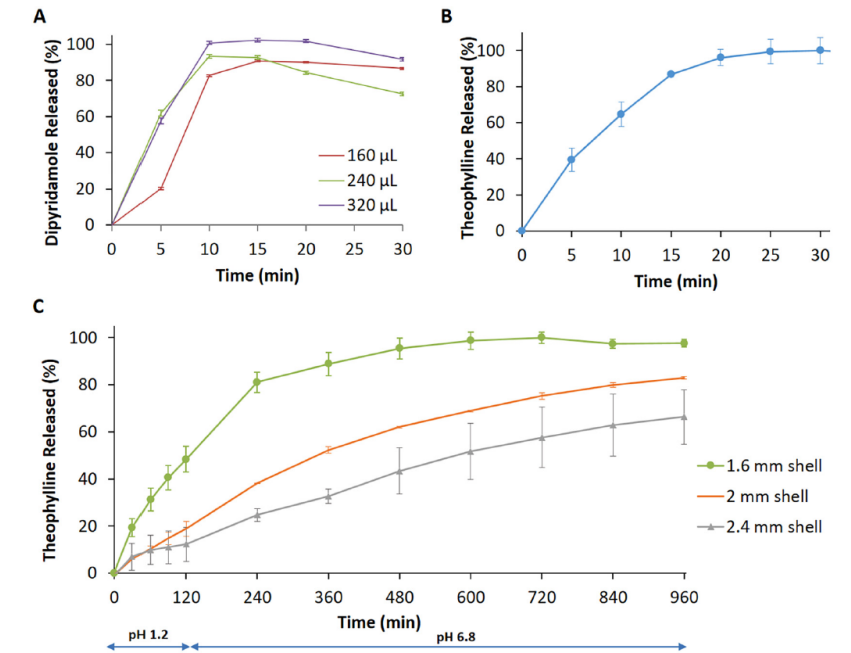 A
Dipyridamole Released (%)
100
80
60
40
20
0
0 5 10 15 20 25 30
Time (min)
160 µL
240 µL
320 µL
B
Theophylline Released (%)
100
80
60
40
20
0
0 5 10 15 20 25 30
Time (min)
C
Theophylline Released (%)
100
80
60
40
20
0
0 120 240 360 480 600 720 840 960
Time (min)
pH 1.2 pH 6.8
1.6 mm shell
2 mm shell
2.4 mm shell